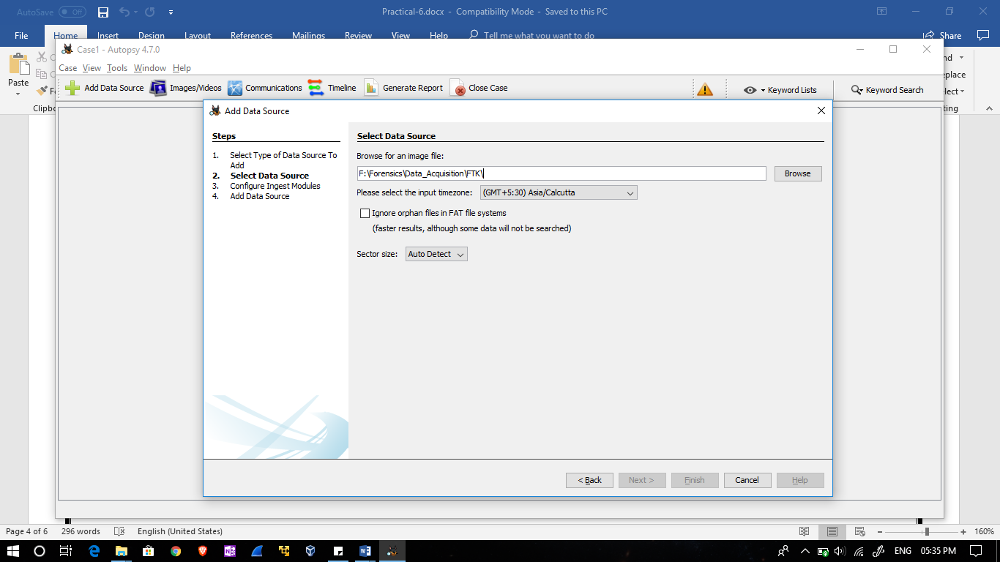 AutoSave Off Practical-6.docx - Compatibility Mode - Saved to this PC
File Home Insert Design Layout References Mailings Review View Help Tell me what you want to do Share
Case1 - Autopsy 4.7.0
Case View Tools Window Help
Paste
Add Data Source Images/Videos Communications Timeline Generate Report Close Case Keyword Lists Keyword Search
Clipb
Add Data Source
Steps
1. Select Type of Data Source To
Add
2. Select Data Source
3. Configure Ingest Modules
4. Add Data Source
Select Data Source
Browse for an image file:
F:\Forensics\Data_Acquisition\FTK\
Browse
Please select the input timezone: (GMT+5:30) Asia/Calcutta
Ignore orphan files in FAT file systems
(faster results, although some data will not be searched)
Sector size: Auto Detect
< Back Next > Finish Cancel Help
Page 4 of 6 296 words English (United States) 160%
ENG 05:35 PM